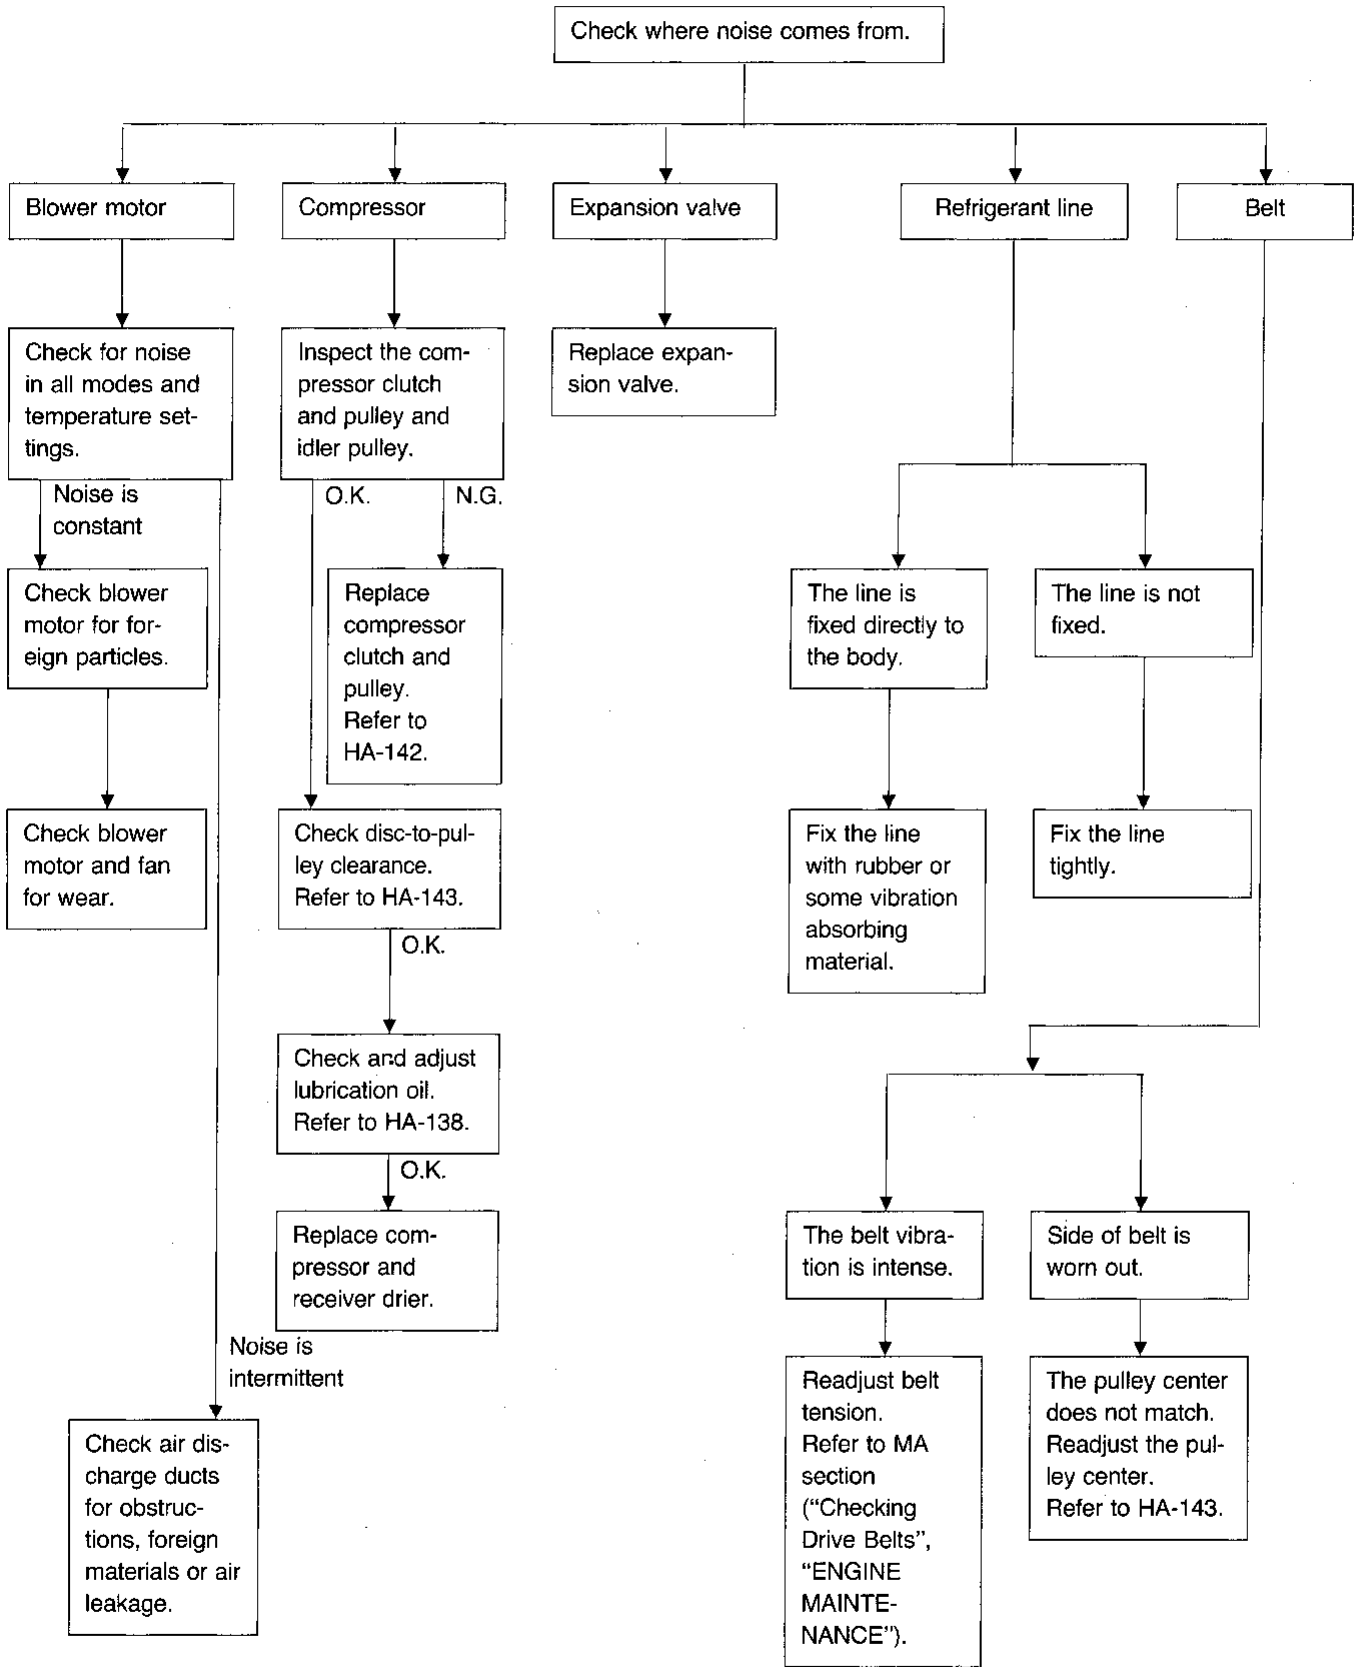 Check where noise comes from.
Blower motor
Compressor
Expansion valve
Refrigerant line
Belt
Check for noise
in all modes and
temperature set-
tings.
Inspect the com-
pressor clutch
and pulley and
idler pulley.
Replace expan-
sion valve.
Noise is
constant
O.K.
N.G.
Check blower
motor for for-
eign particles.
Replace
compressor
clutch and
pulley.
Refer to
HA-142.
The line is
fixed directly to
the body.
The line is not
fixed.
Check blower
motor and fan
for wear.
Check disc-to-pul-
ley clearance.
Refer to HA-143.
Fix the line
with rubber or
some vibration
absorbing
material.
Fix the line
tightly.
O.K.
Check and adjust
lubrication oil.
Refer to HA-138.
O.K.
Replace com-
pressor and
receiver drier.
The belt vibra-
tion is intense.
Side of belt is
worn out.
Noise is
intermittent
Check air dis-
charge ducts
for obstruc-
tions, foreign
materials or air
leakage.
Readjust belt
tension.
Refer to MA
section
(“Checking
Drive Belts”,
“ENGINE
MAINTE-
NANCE”).
The pulley center
does not match.
Readjust the pul-
ley center.
Refer to HA-143.